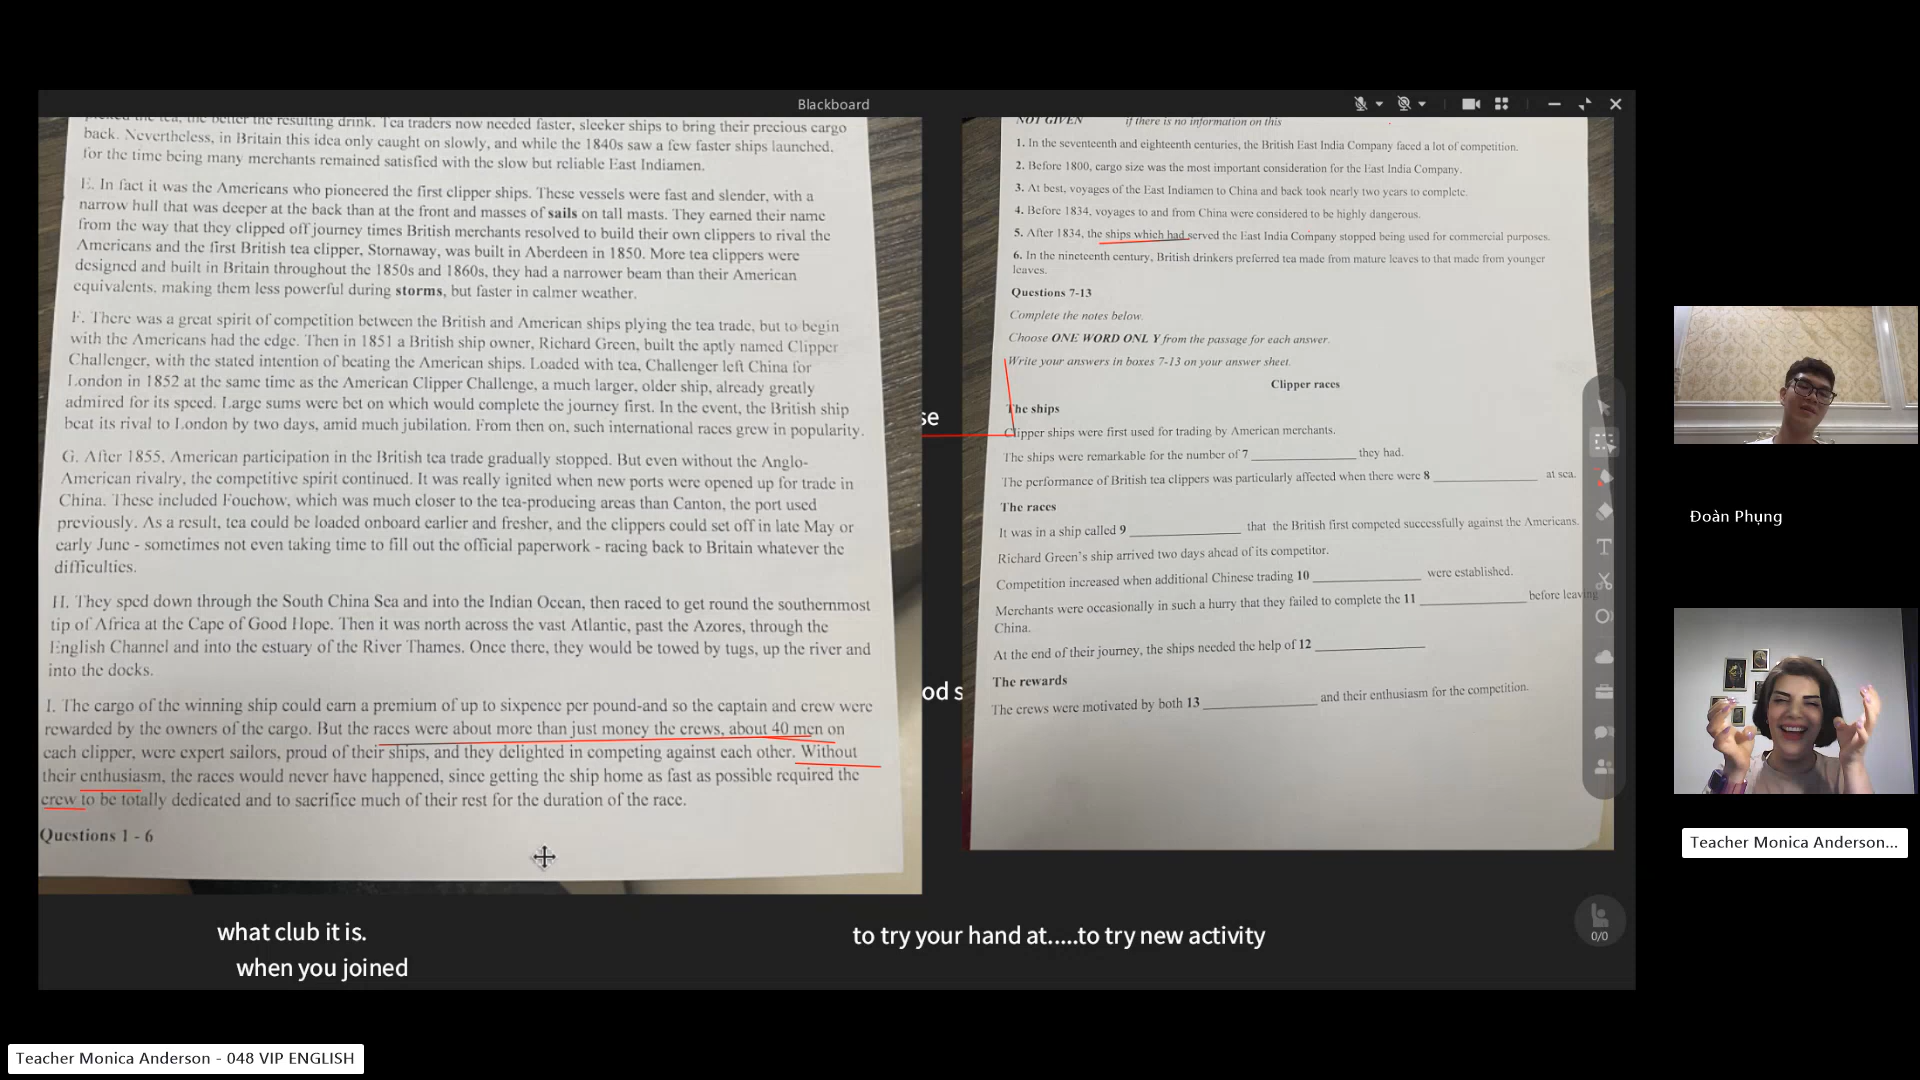 Blackboard
picked the tea, the better the resulting drink. Tea traders now needed faster, sleeker ships to bring their precious cargo
back. Nevertheless, in Britain this idea only caught on slowly, and while the 1840s saw a few faster ships launched,
for the time being many merchants remained satisfied with the slow but reliable East Indiamen.
E. In fact it was the Americans who pioneered the first clipper ships. These vessels were fast and slender, with a
narrow hull that was deeper at the back than at the front and masses of sails on tall masts. They earned their name
from the way that they clipped off journey times British merchants resolved to build their own clippers to rival the
Americans and the first British tea clipper, Stornaway, was built in Aberdeen in 1850. More tea clippers were
designed and built in Britain throughout the 1850s and 1860s, they had a narrower beam than their American
equivalents, making them less powerful during storms, but faster in calmer weather.
F. There was a great spirit of competition between the British and American ships plying the tea trade, but to begin
with the Americans had the edge. Then in 1851 a British ship owner, Richard Green, built the aptly named Clipper
Challenger, with the stated intention of beating the American ships. Loaded with tea, Challenger left China for
London in 1852 at the same time as the American Clipper Challenge, a much larger, older ship, already greatly
admired for its speed. Large sums were bet on which would complete the journey first. In the event, the British ship
beat its rival to London by two days, amid much jubilation. From then on, such international races grew in popularity.
G. After 1855, American participation in the British tea trade gradually stopped. But even without the Anglo-
American rivalry, the competitive spirit continued. It was really ignited when new ports were opened up for trade in
China. These included Fouchow, which was much closer to the tea-producing areas than Canton, the port used
previously. As a result, tea could be loaded onboard earlier and fresher, and the clippers could set off in late May or
early June - sometimes not even taking time to fill out the official paperwork - racing back to Britain whatever the
difficulties.
H. They sped down through the South China Sea and into the Indian Ocean, then raced to get round the southernmost
tip of Africa at the Cape of Good Hope. Then it was north across the vast Atlantic, past the Azores, through the
English Channel and into the estuary of the River Thames. Once there, they would be towed by tugs, up the river and
into the docks.
I. The cargo of the winning ship could earn a premium of up to sixpence per pound-and so the captain and crew were
rewarded by the owners of the cargo. But the races were about more than just money the crews, about 40 men on
each clipper, were expert sailors, proud of their ships, and they delighted in competing against each other. Without
their enthusiasm, the races would never have happened, since getting the ship home as fast as possible required the
crew to be totally dedicated and to sacrifice much of their rest for the duration of the race.
Questions 1 - 6
se
od s
NOT GIVEN if there is no information on this
1. In the seventeenth and eighteenth centuries, the British East India Company faced a lot of competition.
2. Before 1800, cargo size was the most important consideration for the East India Company.
3. At best, voyages of the East Indiamen to China and back took nearly two years to complete.
4. Before 1834, voyages to and from China were considered to be highly dangerous.
5. After 1834, the ships which had served the East India Company stopped being used for commercial purposes.
6. In the nineteenth century, British drinkers preferred tea made from mature leaves to that made from younger
leaves.
Questions 7-13
Complete the notes below.
Choose ONE WORD ONL Y from the passage for each answer.
Write your answers in boxes 7-13 on your answer sheet.
Clipper races
The ships
Clipper ships were first used for trading by American merchants.
The ships were remarkable for the number of 7 ______________ they had.
The performance of British tea clippers was particularly affected when there were 8 ______________ at sea.
The races
It was in a ship called 9 ______________ that the British first competed successfully against the Americans.
Richard Green's ship arrived two days ahead of its competitor.
Competition increased when additional Chinese trading 10 ______________ were established.
Merchants were occasionally in such a hurry that they failed to complete the 11 ______________ before leaving
China.
At the end of their journey, the ships needed the help of 12 ______________
The rewards
The crews were motivated by both 13 ______________ and their enthusiasm for the competition.
what club it is.
when you joined
to try your hand at.....to try new activity
0/0
Đoàn Phụng
Teacher Monica Anderson...
Teacher Monica Anderson - 048 VIP ENGLISH